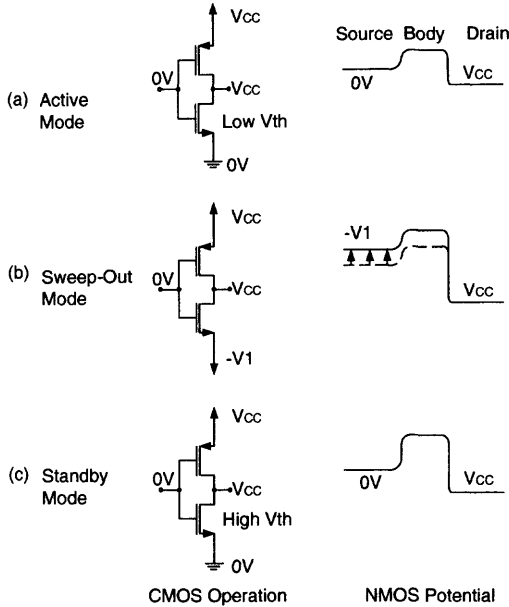 Vcc
Source Body Drain
0V
Vcc
0V
Vcc
(a) Active
Mode
Low Vth
0V
Vcc
-V1
(b) Sweep-Out
Mode
0V
Vcc
Vcc
-V1
Vcc
(c) Standby
Mode
0V
Vcc
0V
Vcc
High Vth
0V
CMOS Operation
NMOS Potential